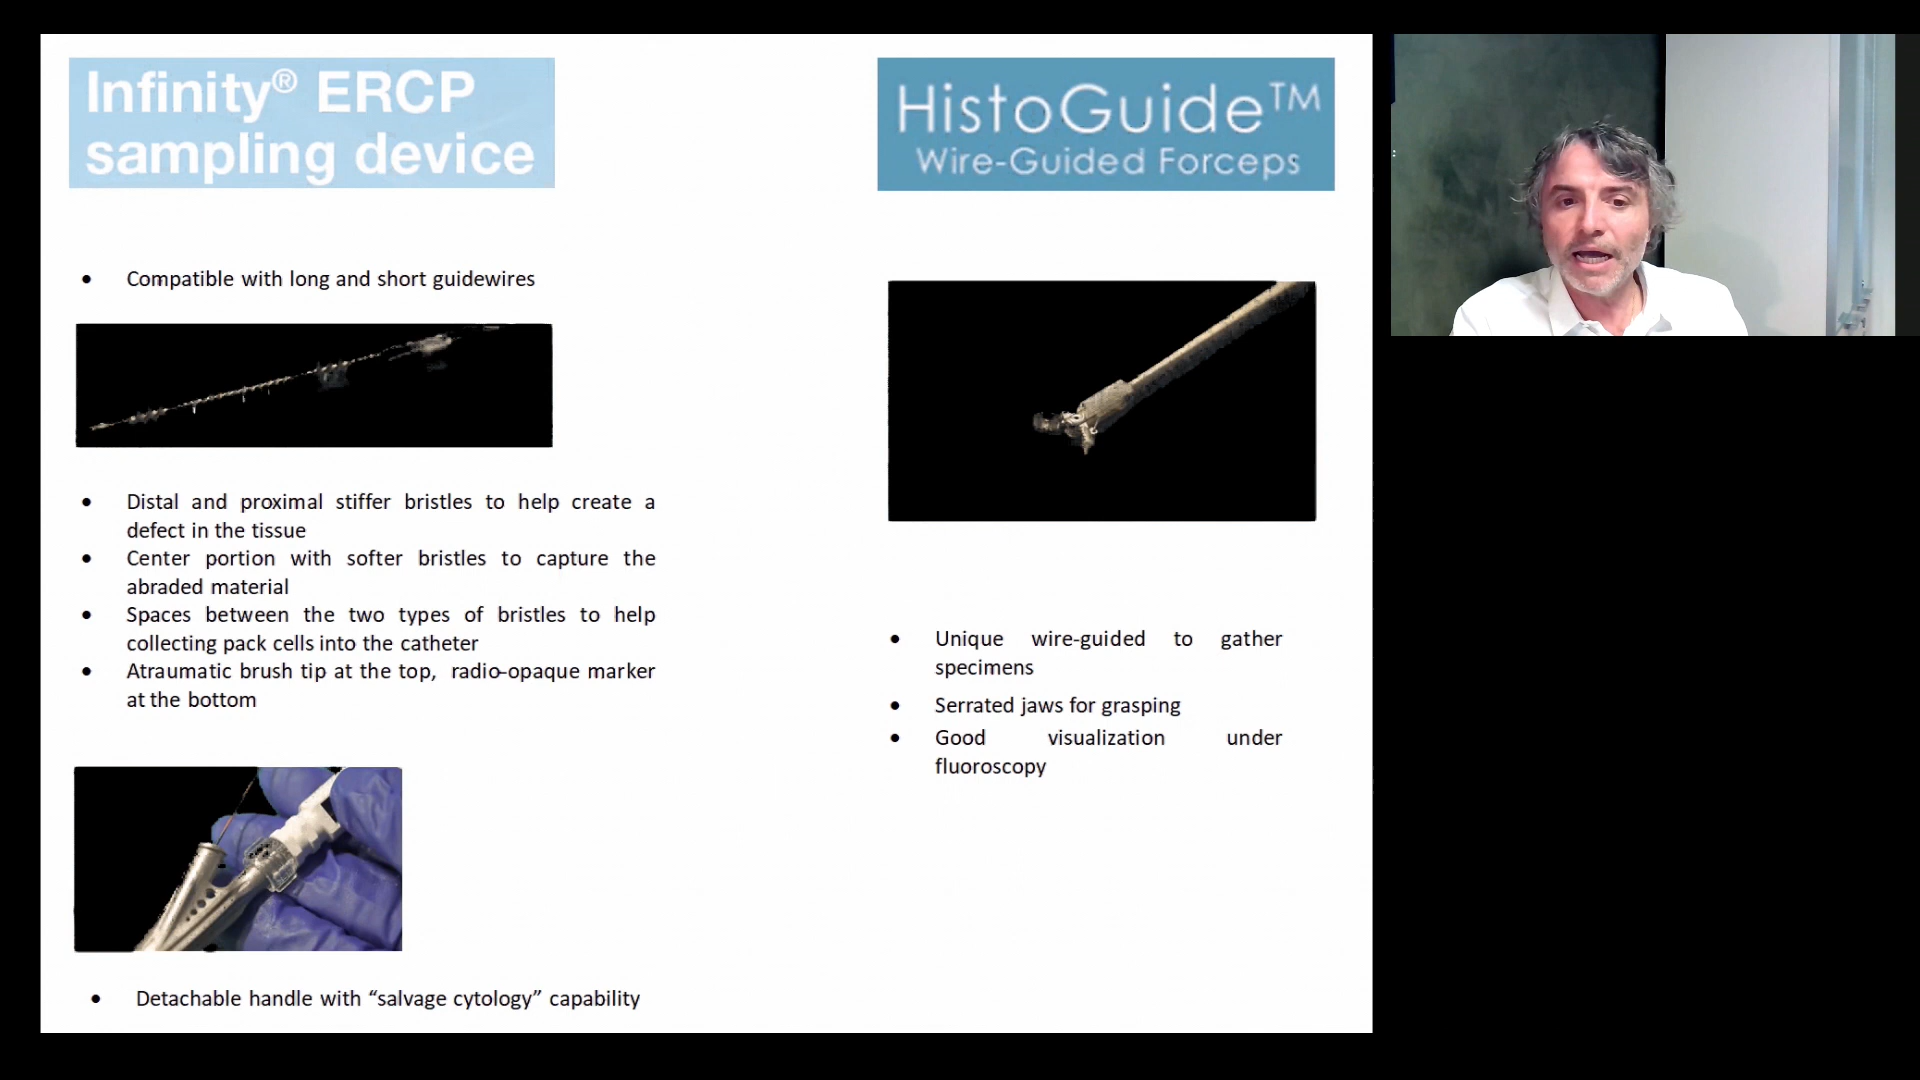 Infinity® ERCP
sampling device
• Compatible with long and short guidewires
• Distal and proximal stiffer bristles to help create a
defect in the tissue
• Center portion with softer bristles to capture the
abraded material
• Spaces between the two types of bristles to help
collecting pack cells into the catheter
• Atraumatic brush tip at the top, radio-opaque marker
at the bottom
• Detachable handle with “salvage cytology” capability
HistoGuide™
Wire-Guided Forceps
• Unique wire-guided to gather
specimens
• Serrated jaws for grasping
• Good visualization under
fluoroscopy